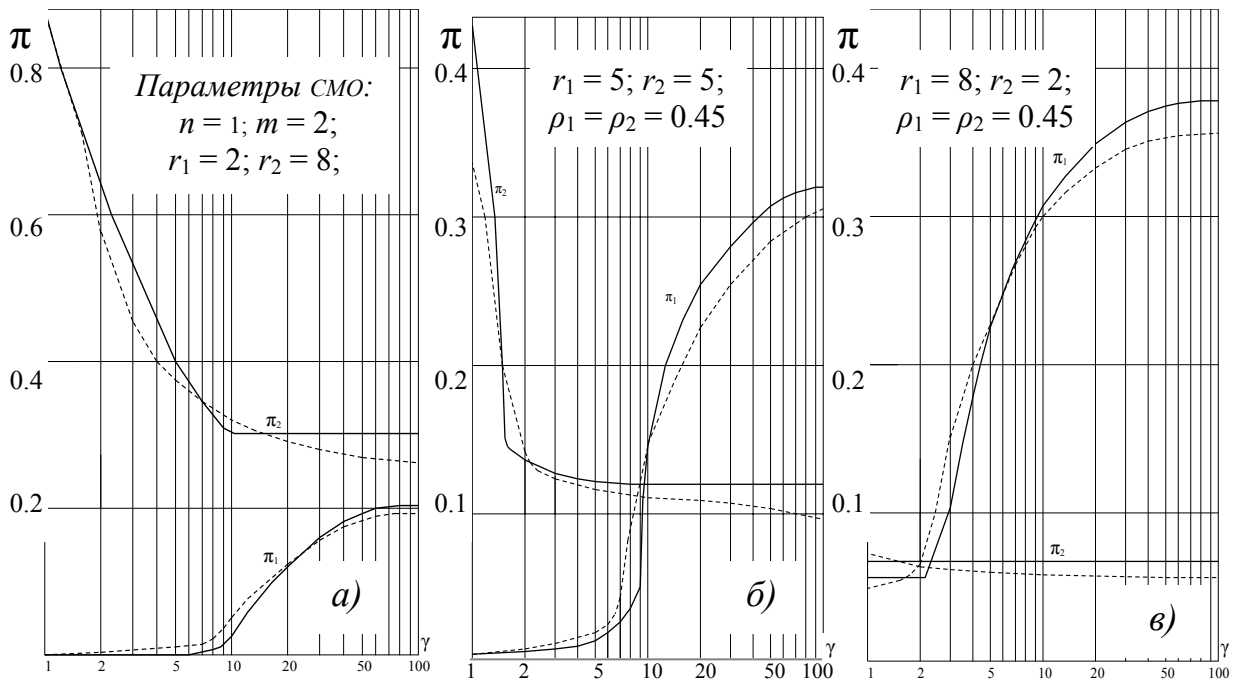 π
0.8
0.6
0.4
0.2
Параметры СМО:
n = 1; m = 2;
r₁ = 2; r₂ = 8;
π₂
π₁
а)
γ
1 2 5 10 20 50 100
π
0.4
0.3
0.2
0.1
r₁ = 5; r₂ = 5;
ρ₁ = ρ₂ = 0.45
π₂
π₁
б)
γ
1 2 5 10 20 50 100
π
0.4
0.3
0.2
0.1
r₁ = 8; r₂ = 2;
ρ₁ = ρ₂ = 0.45
π₁
π₂
в)
γ
1 2 5 10 20 50 100